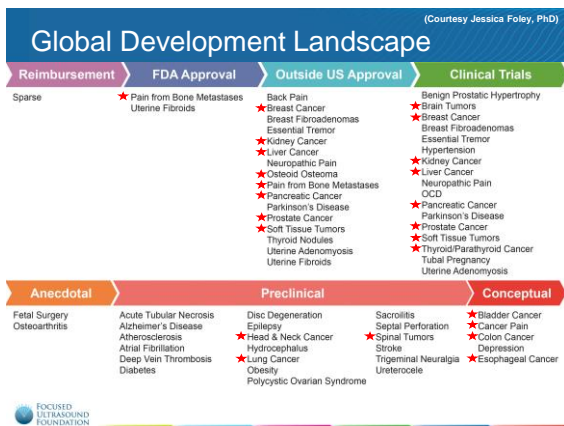 (Courtesy Jessica Foley, PhD)
Global Development Landscape
Reimbursement
Sparse
FDA Approval
Pain from Bone Metastases
Uterine Fibroids
Outside US Approval
Back Pain
Breast Cancer
Breast Fibroadenomas
Essential Tremor
Kidney Cancer
Liver Cancer
Neuropathic Pain
Osteoid Osteoma
Pain from Bone Metastases
Pancreatic Cancer
Parkinson's Disease
Prostate Cancer
Soft Tissue Tumors
Thyroid Nodules
Uterine Adenomyosis
Uterine Fibroids
Clinical Trials
Benign Prostatic Hypertrophy
Brain Tumors
Breast Cancer
Breast Fibroadenomas
Essential Tremor
Hypertension
Kidney Cancer
Liver Cancer
Neuropathic Pain
OCD
Pancreatic Cancer
Parkinson's Disease
Prostate Cancer
Soft Tissue Tumors
Thyroid/Parathyroid Cancer
Tubal Pregnancy
Uterine Adenomyosis
Anecdotal
Fetal Surgery
Osteoarthritis
Preclinical
Acute Tubular Necrosis
Alzheimer's Disease
Atherosclerosis
Atrial Fibrillation
Deep Vein Thrombosis
Diabetes
Disc Degeneration
Epilepsy
Head & Neck Cancer
Hydrocephalus
Lung Cancer
Obesity
Polycystic Ovarian Syndrome
Sacroilitis
Septal Perforation
Spinal Tumors
Stroke
Trigeminal Neuralgia
Ureterocele
Conceptual
Bladder Cancer
Cancer Pain
Colon Cancer
Depression
Esophageal Cancer
FOCUSED
ULTRASOUND
FOUNDATION